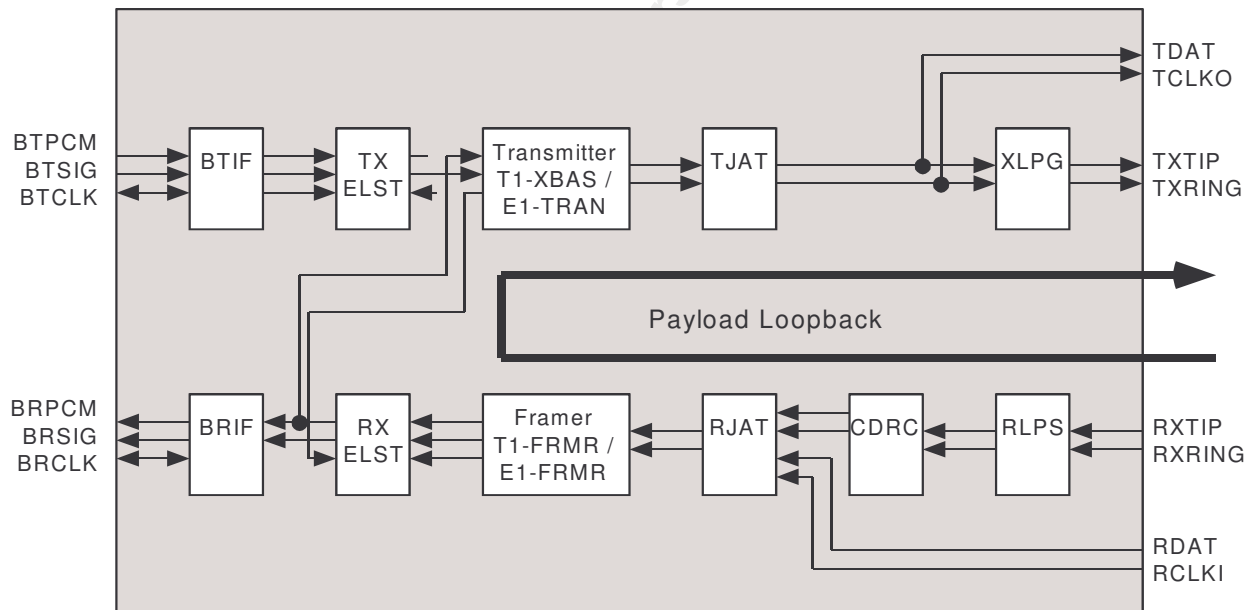 TDAT
TCLKO
BTPCM
BTSIG
BTCLK
BTIF
TX
ELST
Transmitter
T1-XBAS /
E1-TRAN
TJAT
XLPG
TXTIP
TXRING
Payload Loopback
BRPCM
BRSIG
BRCLK
BRIF
RX
ELST
Framer
T1-FRMR /
E1-FRMR
RJAT
CDRC
RLPS
RXTIP
RXRING
RDAT
RCLKI